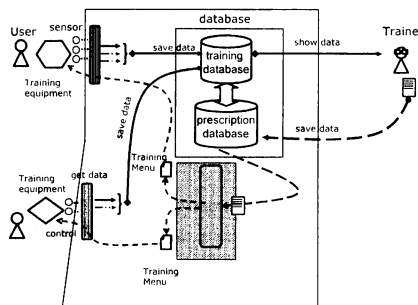 database
User
sensor
Traine
save data
show data
training
database
Training
equipment
prescription
database
save data
save data
Training
Menu
Training
equipment
get data
control
Training
Menu